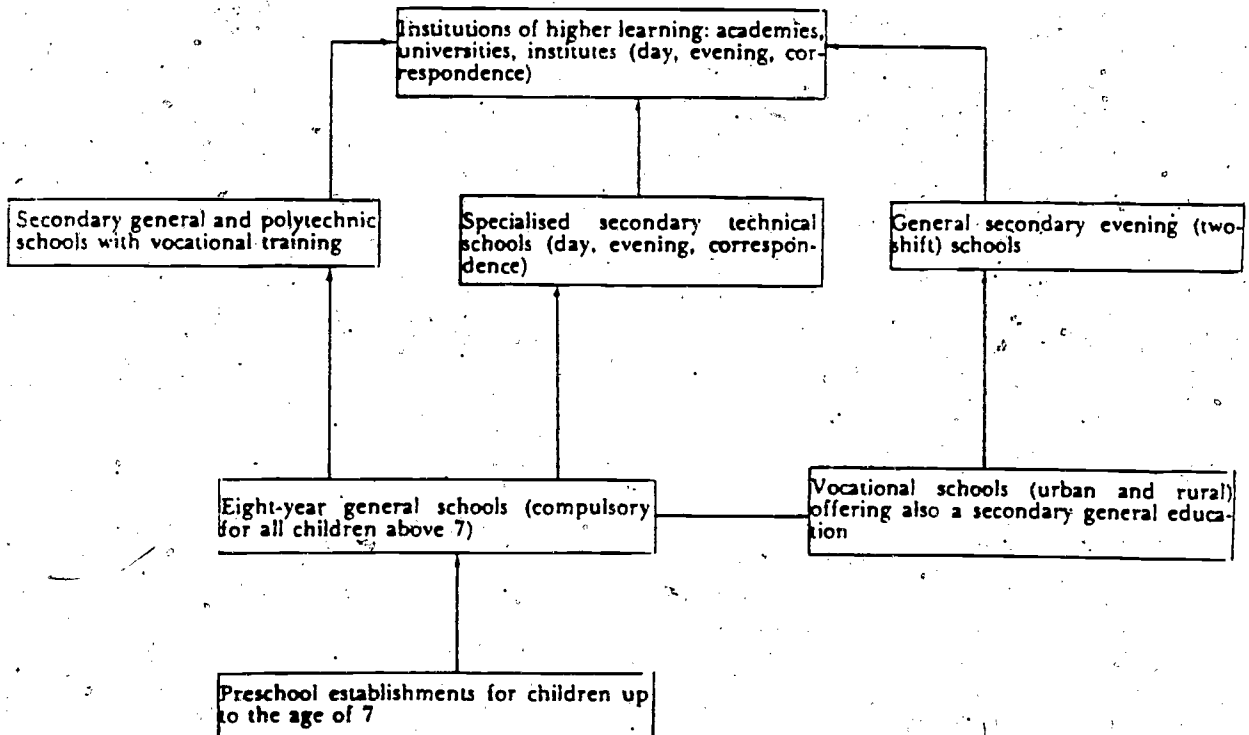 Institutions of higher learning: academies,
universities, institutes (day, evening, cor-
respondence)
Secondary general and polytechnic
schools with vocational training
Specialised secondary technical
schools (day, evening, correspon-
dence)
General secondary evening (two-
shift) schools
Eight-year general schools (compulsory
for all children above 7)
Vocational schools (urban and rural)
offering also a secondary general educa-
tion
Preschool establishments for children up
to the age of 7